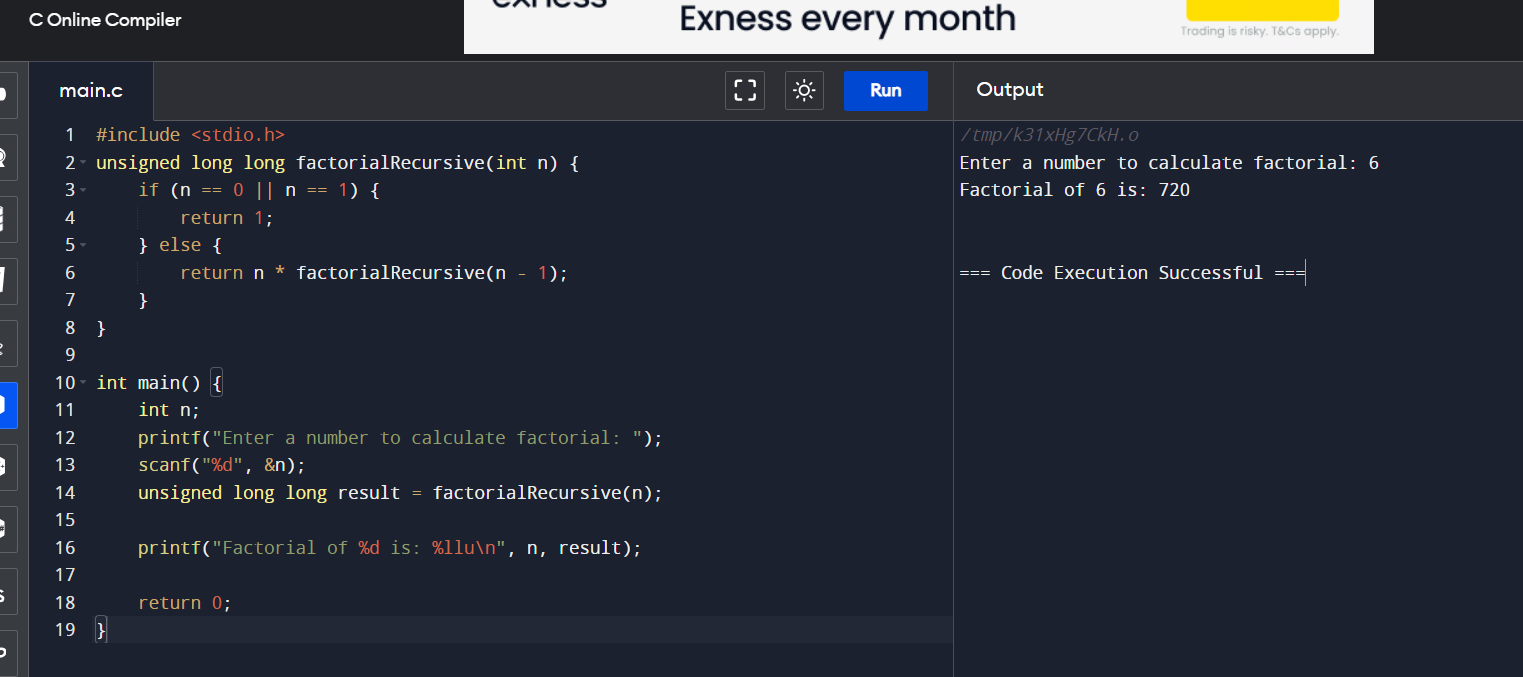 C Online Compiler
exness
Exness every month
Trading is risky. T&Cs apply.
main.c
Run
Output
1 #include <stdio.h>
2 unsigned long long factorialRecursive(int n) {
3     if (n == 0 || n == 1) {
4         return 1;
5     } else {
6         return n * factorialRecursive(n - 1);
7     }
8 }
9
10 int main() {
11     int n;
12     printf("Enter a number to calculate factorial: ");
13     scanf("%d", &n);
14     unsigned long long result = factorialRecursive(n);
15
16     printf("Factorial of %d is: %llu\n", n, result);
17
18     return 0;
19 }
/tmp/k31xHg7CkH.o
Enter a number to calculate factorial: 6
Factorial of 6 is: 720
=== Code Execution Successful ===